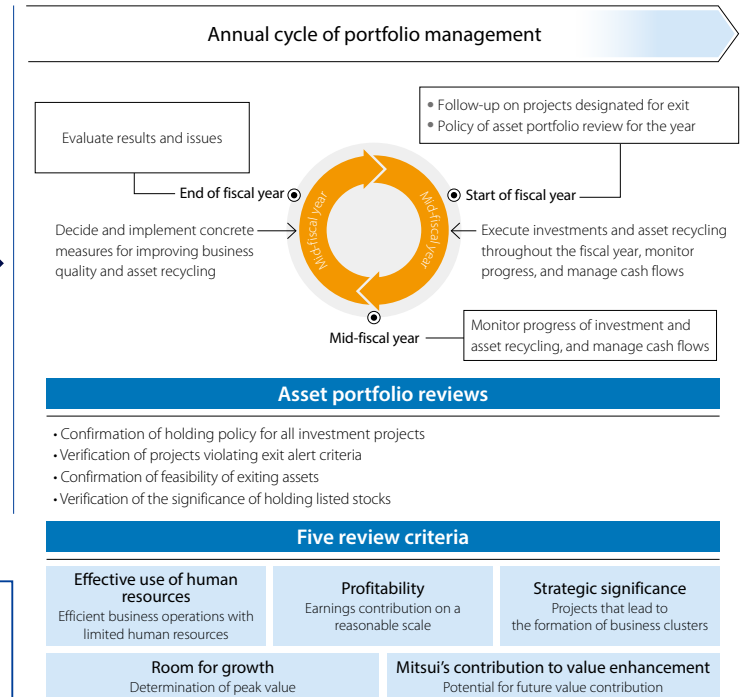 Annual cycle of portfolio management
• Follow-up on projects designated for exit
• Policy of asset portfolio review for the year
Evaluate results and issues
End of fiscal year
Start of fiscal year
Mid-fiscal year
Mid-fiscal year
Decide and implement concrete
measures for improving business
quality and asset recycling
Execute investments and asset recycling
throughout the fiscal year, monitor
progress, and manage cash flows
Mid-fiscal year
Monitor progress of investment and
asset recycling, and manage cash flows
Asset portfolio reviews
• Confirmation of holding policy for all investment projects
• Verification of projects violating exit alert criteria
• Confirmation of feasibility of exiting assets
• Verification of the significance of holding listed stocks
Five review criteria
Effective use of human
resources
Efficient business operations with
limited human resources
Profitability
Earnings contribution on a
reasonable scale
Strategic significance
Projects that lead to
the formation of business clusters
Room for growth
Determination of peak value
Mitsui's contribution to value enhancement
Potential for future value contribution